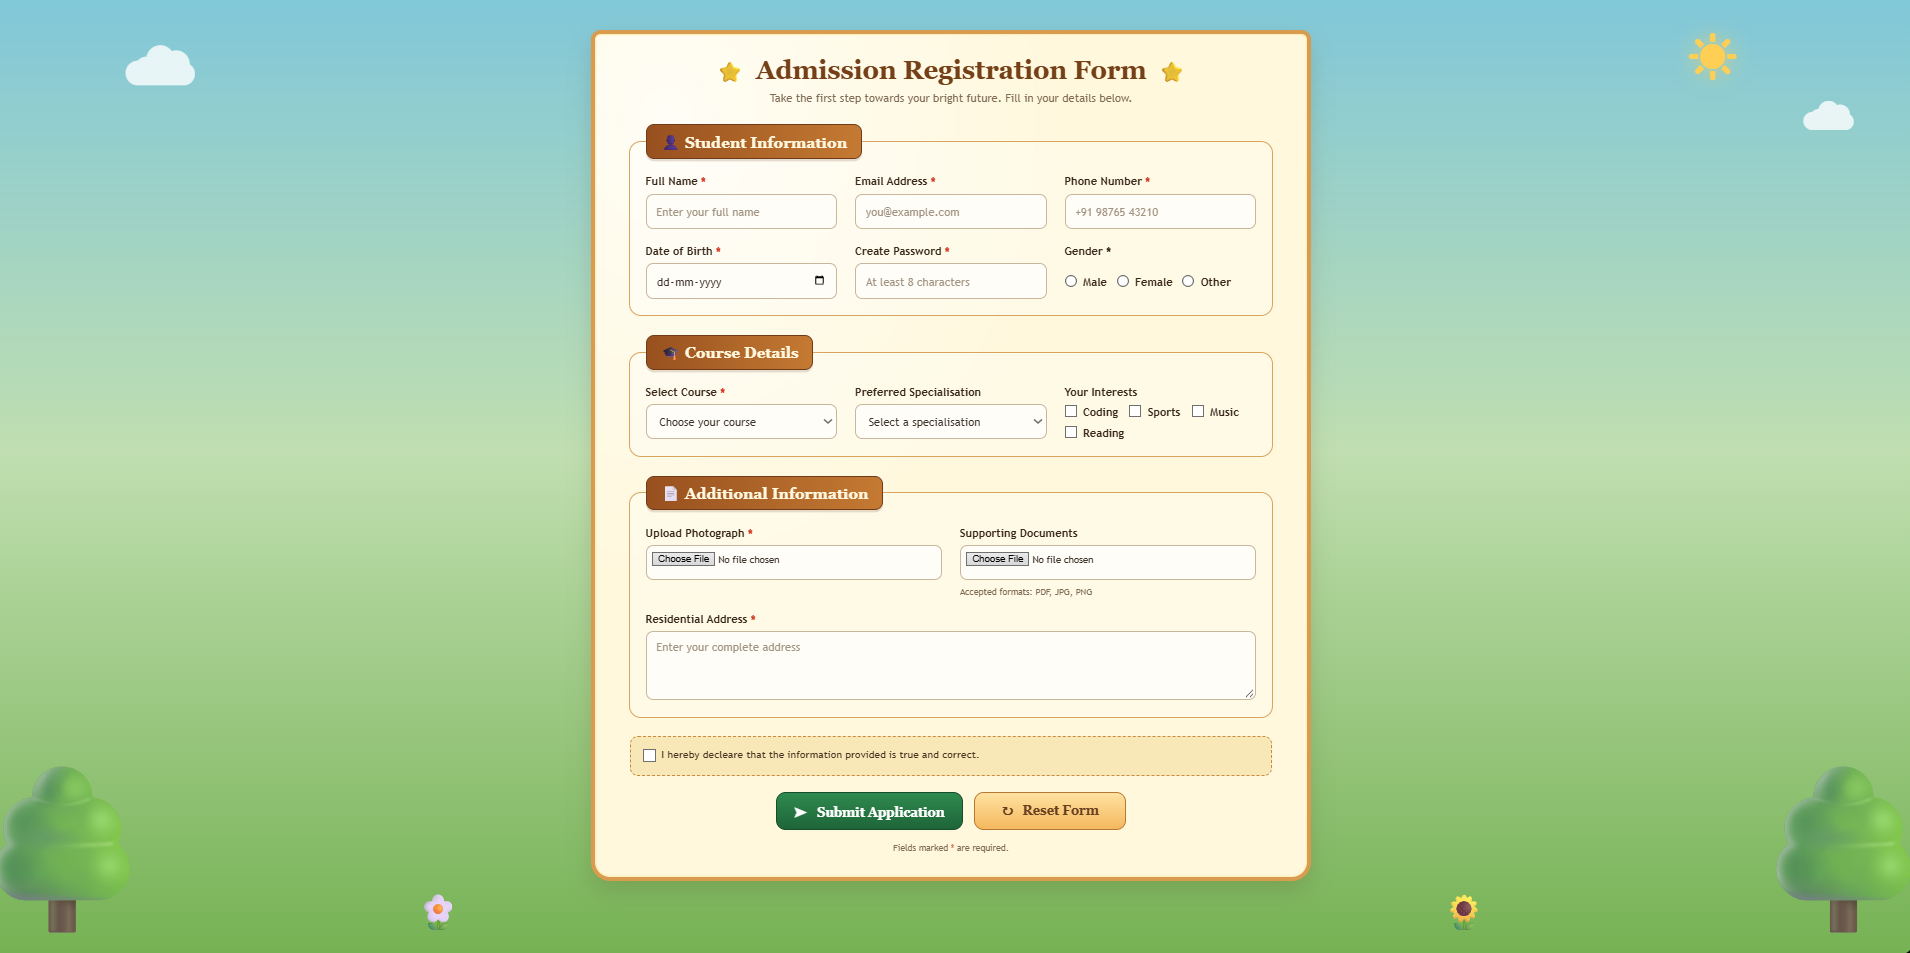 Admission Registration Form
Take the first step towards your bright future. Fill in your details below.
Student Information
Full Name * Email Address * Phone Number *
Enter your full name you@example.com +91 98765 43210
Date of Birth * Create Password * Gender *
dd-mm-yyyy At least 8 characters Male Female Other
Course Details
Select Course * Preferred Specialisation Your Interests
Choose your course Select a specialisation Coding Sports Music
Reading
Additional Information
Upload Photograph * Supporting Documents
Choose File No file chosen Choose File No file chosen
Accepted formats: PDF, JPG, PNG
Residential Address *
Enter your complete address
I hereby decleare that the information provided is true and correct.
Submit Application Reset Form
Fields marked * are required.